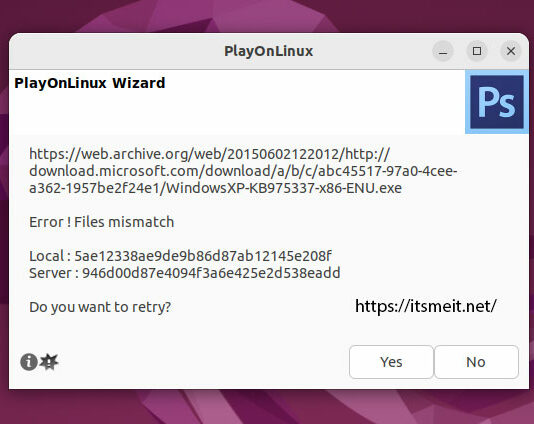 PlayOnLinux
PlayOnLinux Wizard
Ps
https://web.archive.org/web/20150602122012/http://
download.microsoft.com/download/a/b/c/abc45517-97a0-4cee-
a362-1957be2f24e1/WindowsXP-KB975337-x86-ENU.exe
Error ! Files mismatch
Local : 5ae12338ae9de9b86d87ab12145e208f
Server : 946d00d87e4094f3a6e425e2d538eadd
Do you want to retry?
https://itsmeit.net/
Yes
No